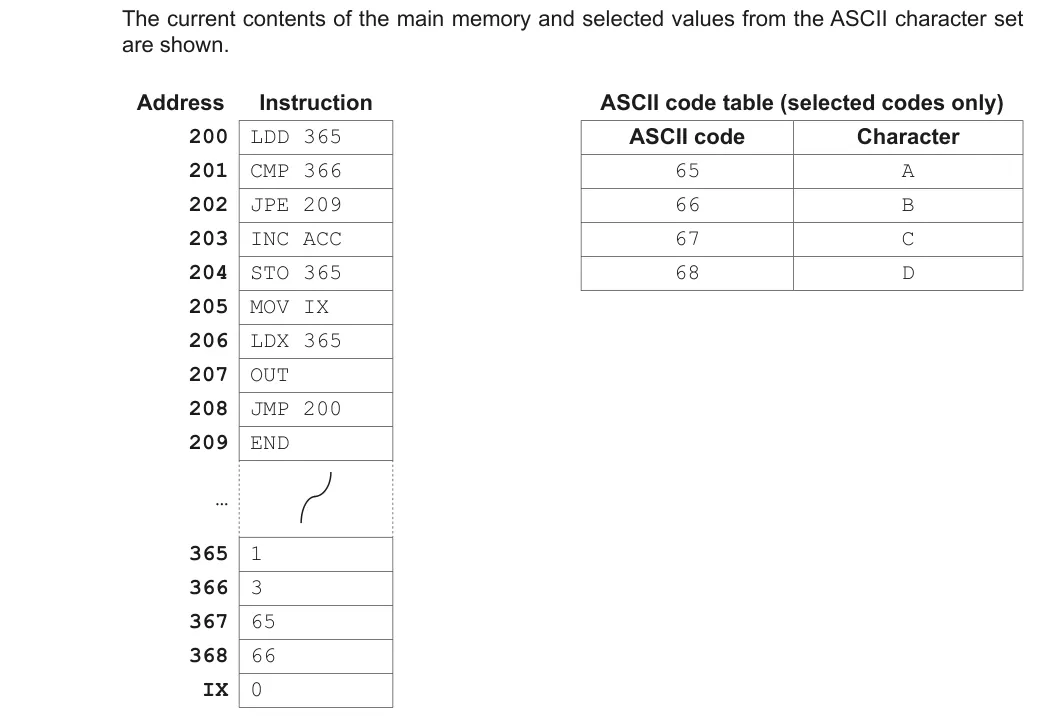 The current contents of the main memory and selected values from the ASCII character set
are shown.
Address Instruction
200 LDD 365
201 CMP 366
202 JPE 209
203 INC ACC
204 STO 365
205 MOV IX
206 LDX 365
207 OUT
208 JMP 200
209 END
...
365 1
366 3
367 65
368 66
IX 0
ASCII code table (selected codes only)
ASCII code Character
65 A
66 B
67 C
68 D